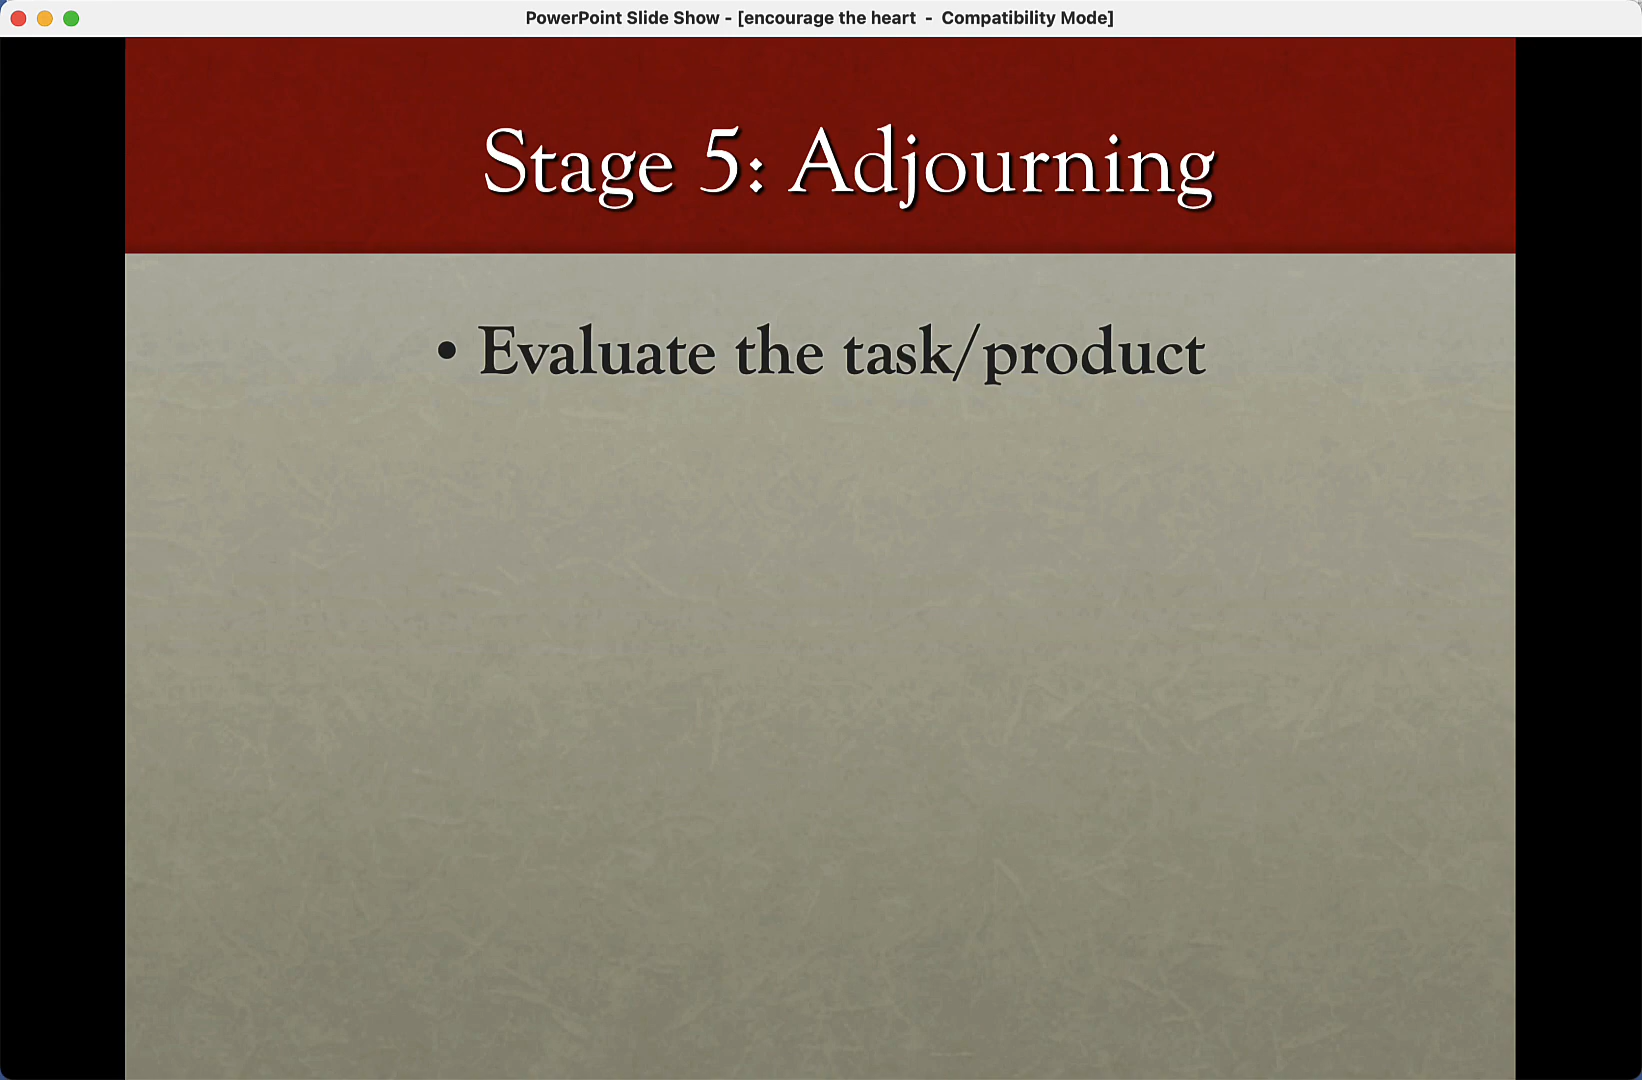 PowerPoint Slide Show - [encourage the heart  -  Compatibility Mode]
Stage 5: Adjourning
• Evaluate the task/product